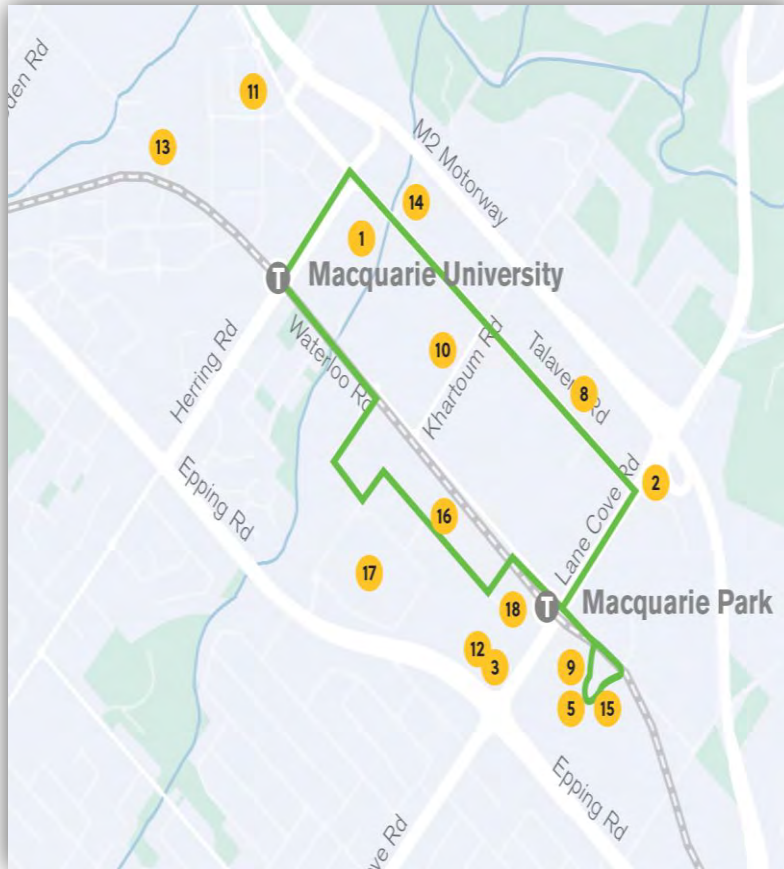 den Rd
11
13
M2 Motorway
14
1
T Macquarie University
Herring Rd
Waterloo Rd
10
Khartoum Rd
Talavera Rd
8
Epping Rd
2
Lane Cove Rd
16
17
18
T Macquarie Park
12
3
9
5
15
Epping Rd
ve Rd